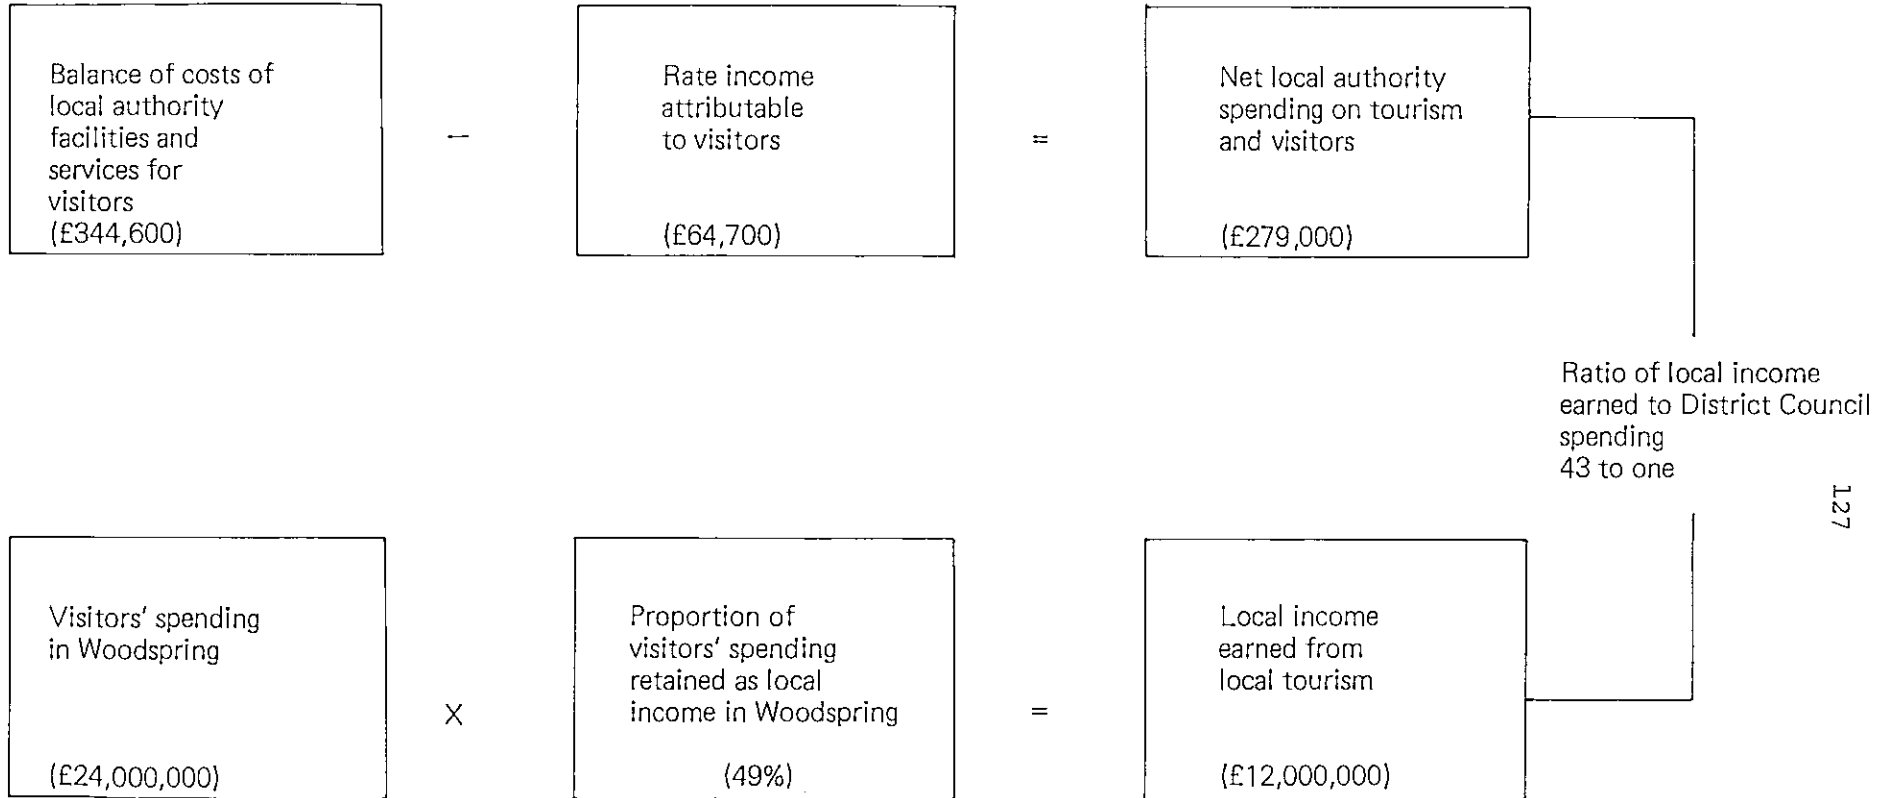 Balance of costs of
local authority
facilities and
services for
visitors
(£344,600)
–
Rate income
attributable
to visitors
(£64,700)
=
Net local authority
spending on tourism
and visitors
(£279,000)
Ratio of local income
earned to District Council
spending
43 to one
127
Visitors' spending
in Woodspring
(£24,000,000)
X
Proportion of
visitors' spending
retained as local
income in Woodspring
(49%)
=
Local income
earned from
local tourism
(£12,000,000)